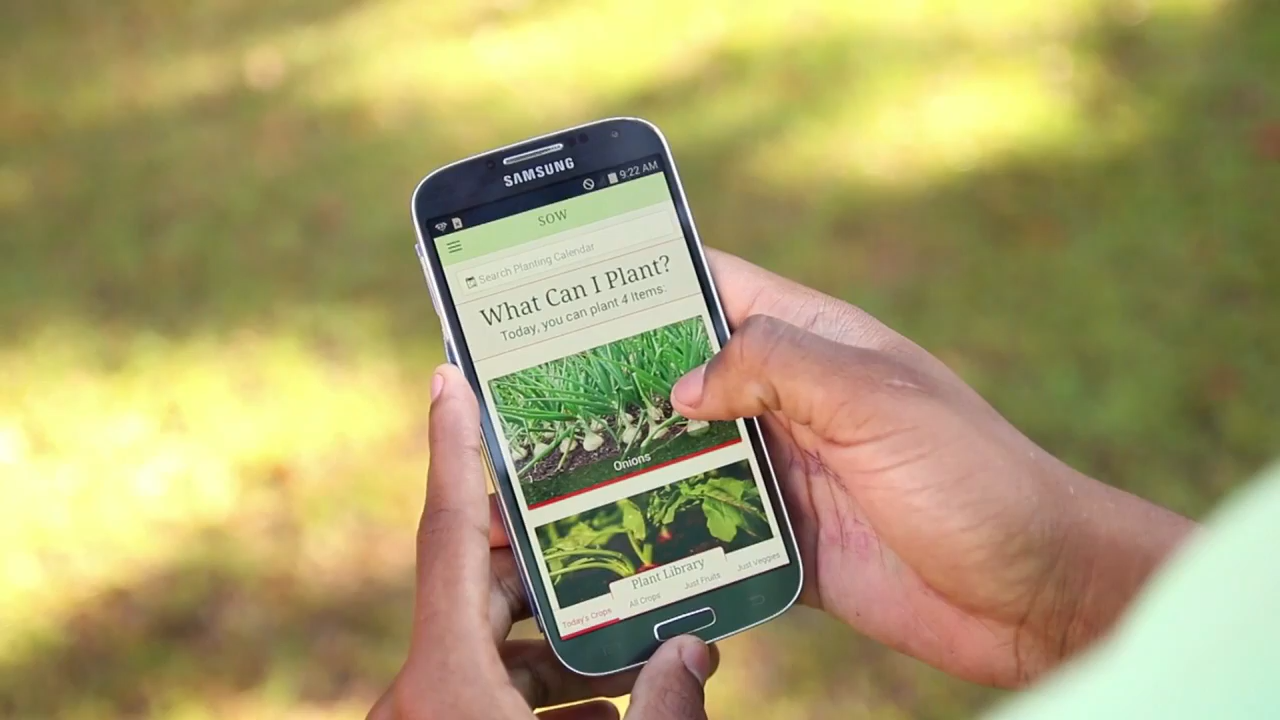 SAMSUNG
9:22 AM
SOW
Search Planting Calendar
What Can I Plant?
Today, you can plant 4 Items:
Onions
Plant Library
Today's Crops
All Crops
Just Fruits
Just Veggies